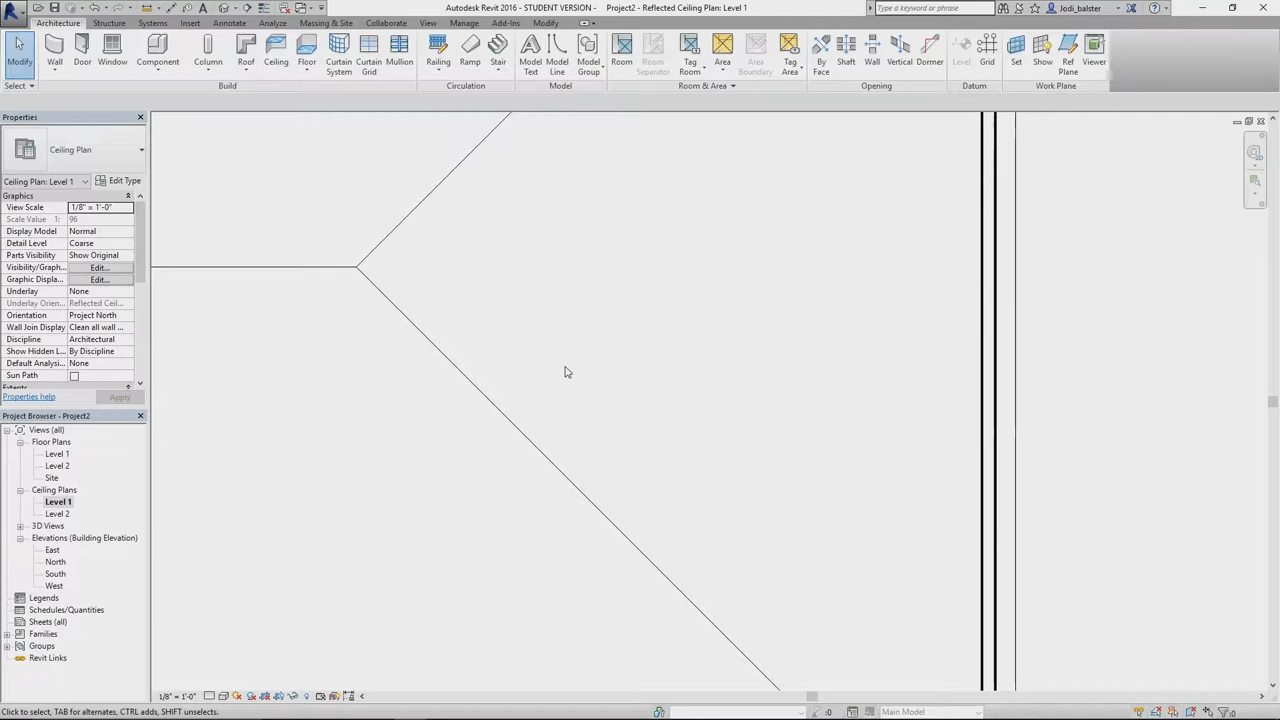 Autodesk Revit 2016 - STUDENT VERSION - Project2 - Reflected Ceiling Plan: Level 1
Type a keyword or phrase
Jodi_balster
Architecture Structure Systems Insert Annotate Analyze Massing & Site Collaborate View Manage Add-Ins Modify
Modify Wall Door Window Component Column Roof Ceiling Floor Curtain System Curtain Grid Mullion Railing Ramp Stair Model Text Model Line Model Group Room Room Separator Tag Room Area Area Boundary Tag Area By Face Shaft Wall Vertical Dormer Level Grid Set Show Ref Plane Viewer
Select Build Circulation Model Room & Area Opening Datum Work Plane
Properties
Ceiling Plan
Ceiling Plan: Level 1 Edit Type
Graphics
View Scale 1/8" = 1'-0"
Scale Value 1: 96
Display Model Normal
Detail Level Coarse
Parts Visibility Show Original
Visibility/Graph... Edit...
Graphic Displa... Edit...
Underlay None
Underlay Orien... Reflected Ceil...
Orientation Project North
Wall Join Display Clean all wall ...
Discipline Architectural
Show Hidden L... By Discipline
Default Analysi... None
Sun Path
Extents
Properties help Apply
Project Browser - Project2
Views (all)
Floor Plans
Level 1
Level 2
Site
Ceiling Plans
Level 1
Level 2
3D Views
Elevations (Building Elevation)
East
North
South
West
Legends
Schedules/Quantities
Sheets (all)
Families
Groups
Revit Links
1/8" = 1'-0"
Click to select, TAB for alternates, CTRL adds, SHIFT unselects. :0 Main Model :0